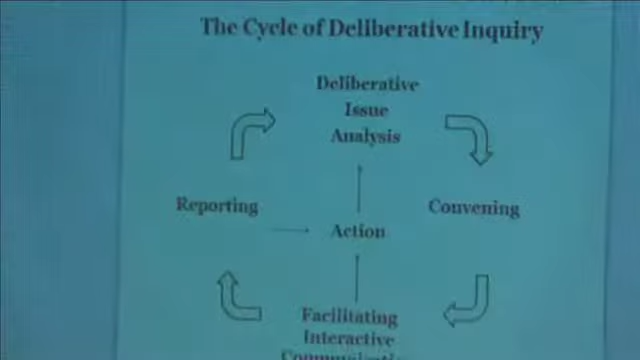 The Cycle of Deliberative Inquiry
Deliberative
Issue
Analysis
Reporting
Convening
Action
Facilitating
Interactive